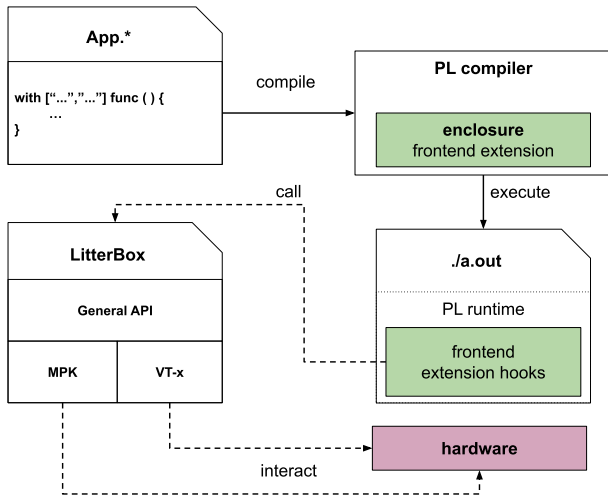 App.*
with [“...”,”...”] func ( ) {
...
}
compile
PL compiler
enclosure
frontend extension
call
execute
LitterBox
General API
MPK
VT-x
./a.out
PL runtime
frontend
extension hooks
hardware
interact